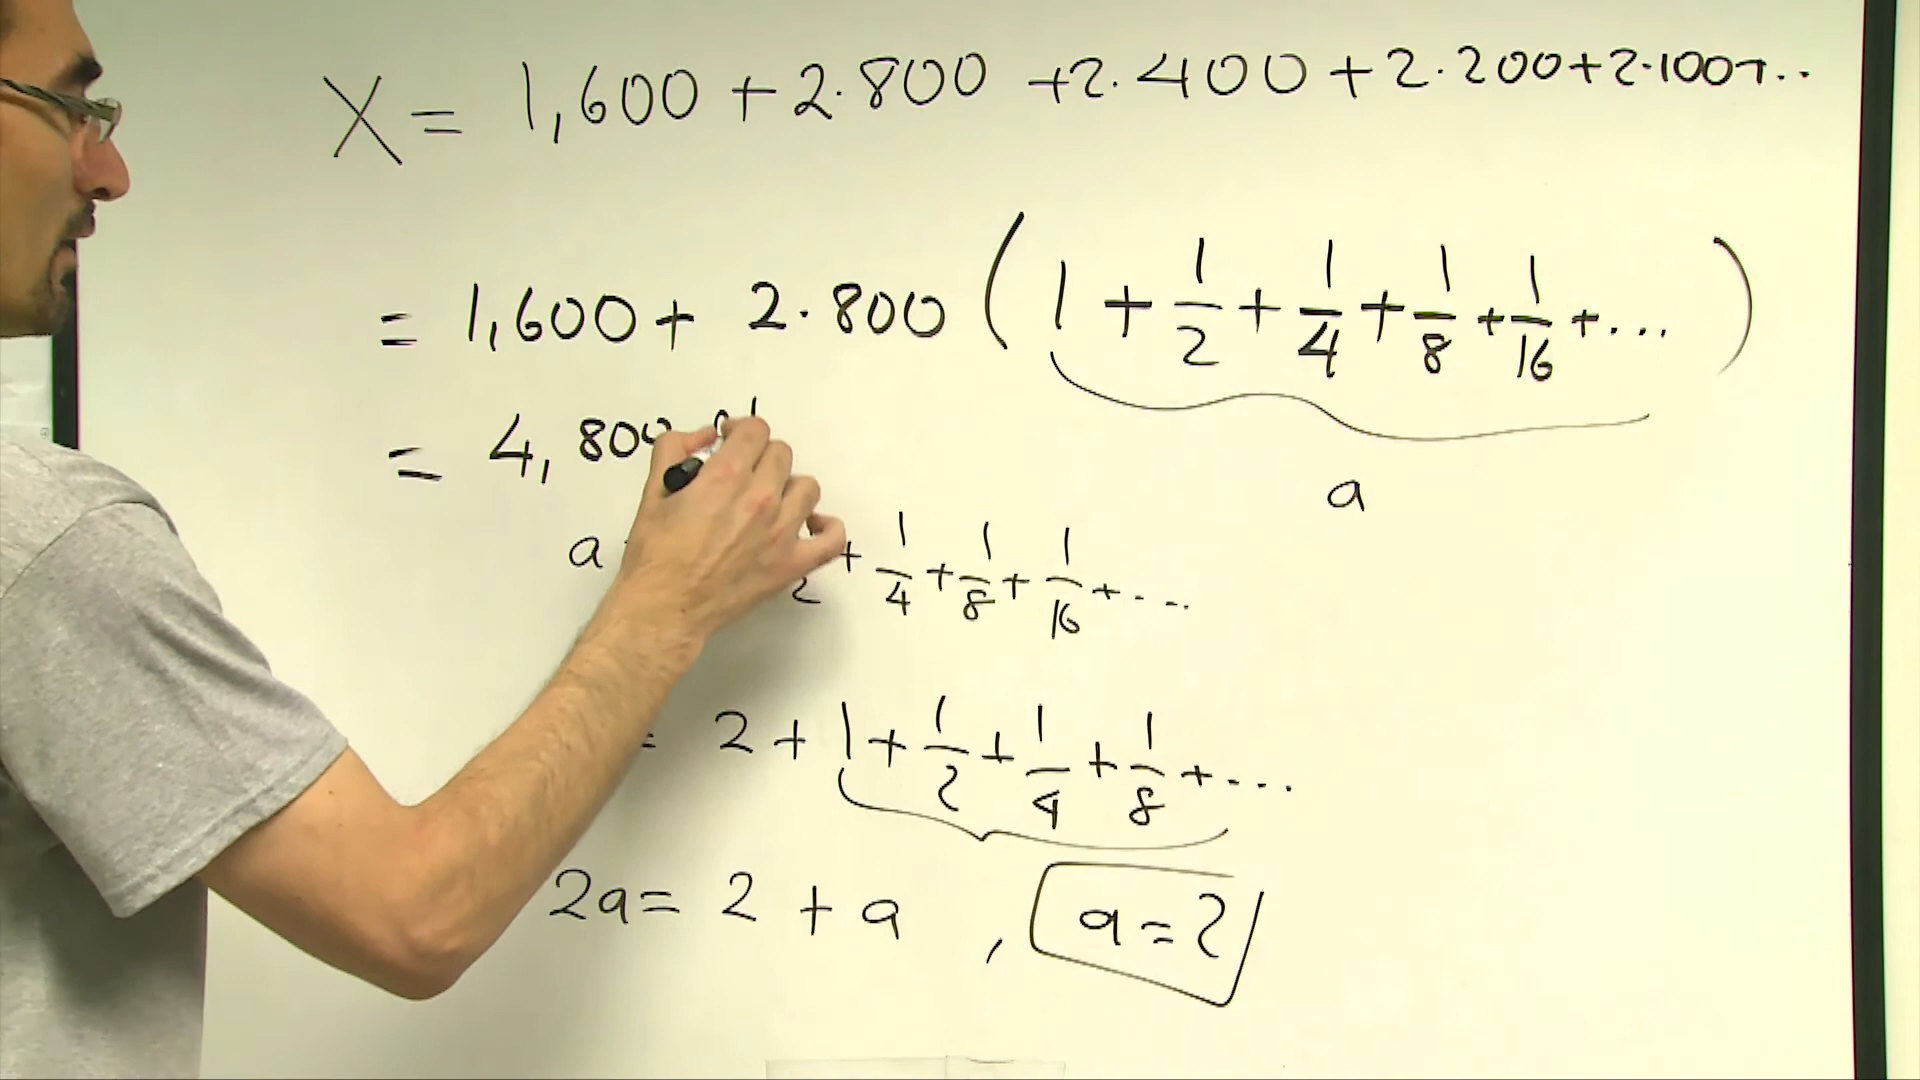 X = 1,600 + 2·800 + 2·400 + 2·200 + 2·100 + ..
= 1,600 + 2·800 ( 1 + 1/2 + 1/4 + 1/8 + 1/16 + ... )
= 4,800
a
a + 1/4 + 1/8 + 1/16 + ...
= 2 + 1 + 1/2 + 1/4 + 1/8 + ....
2a = 2 + a , a = 2